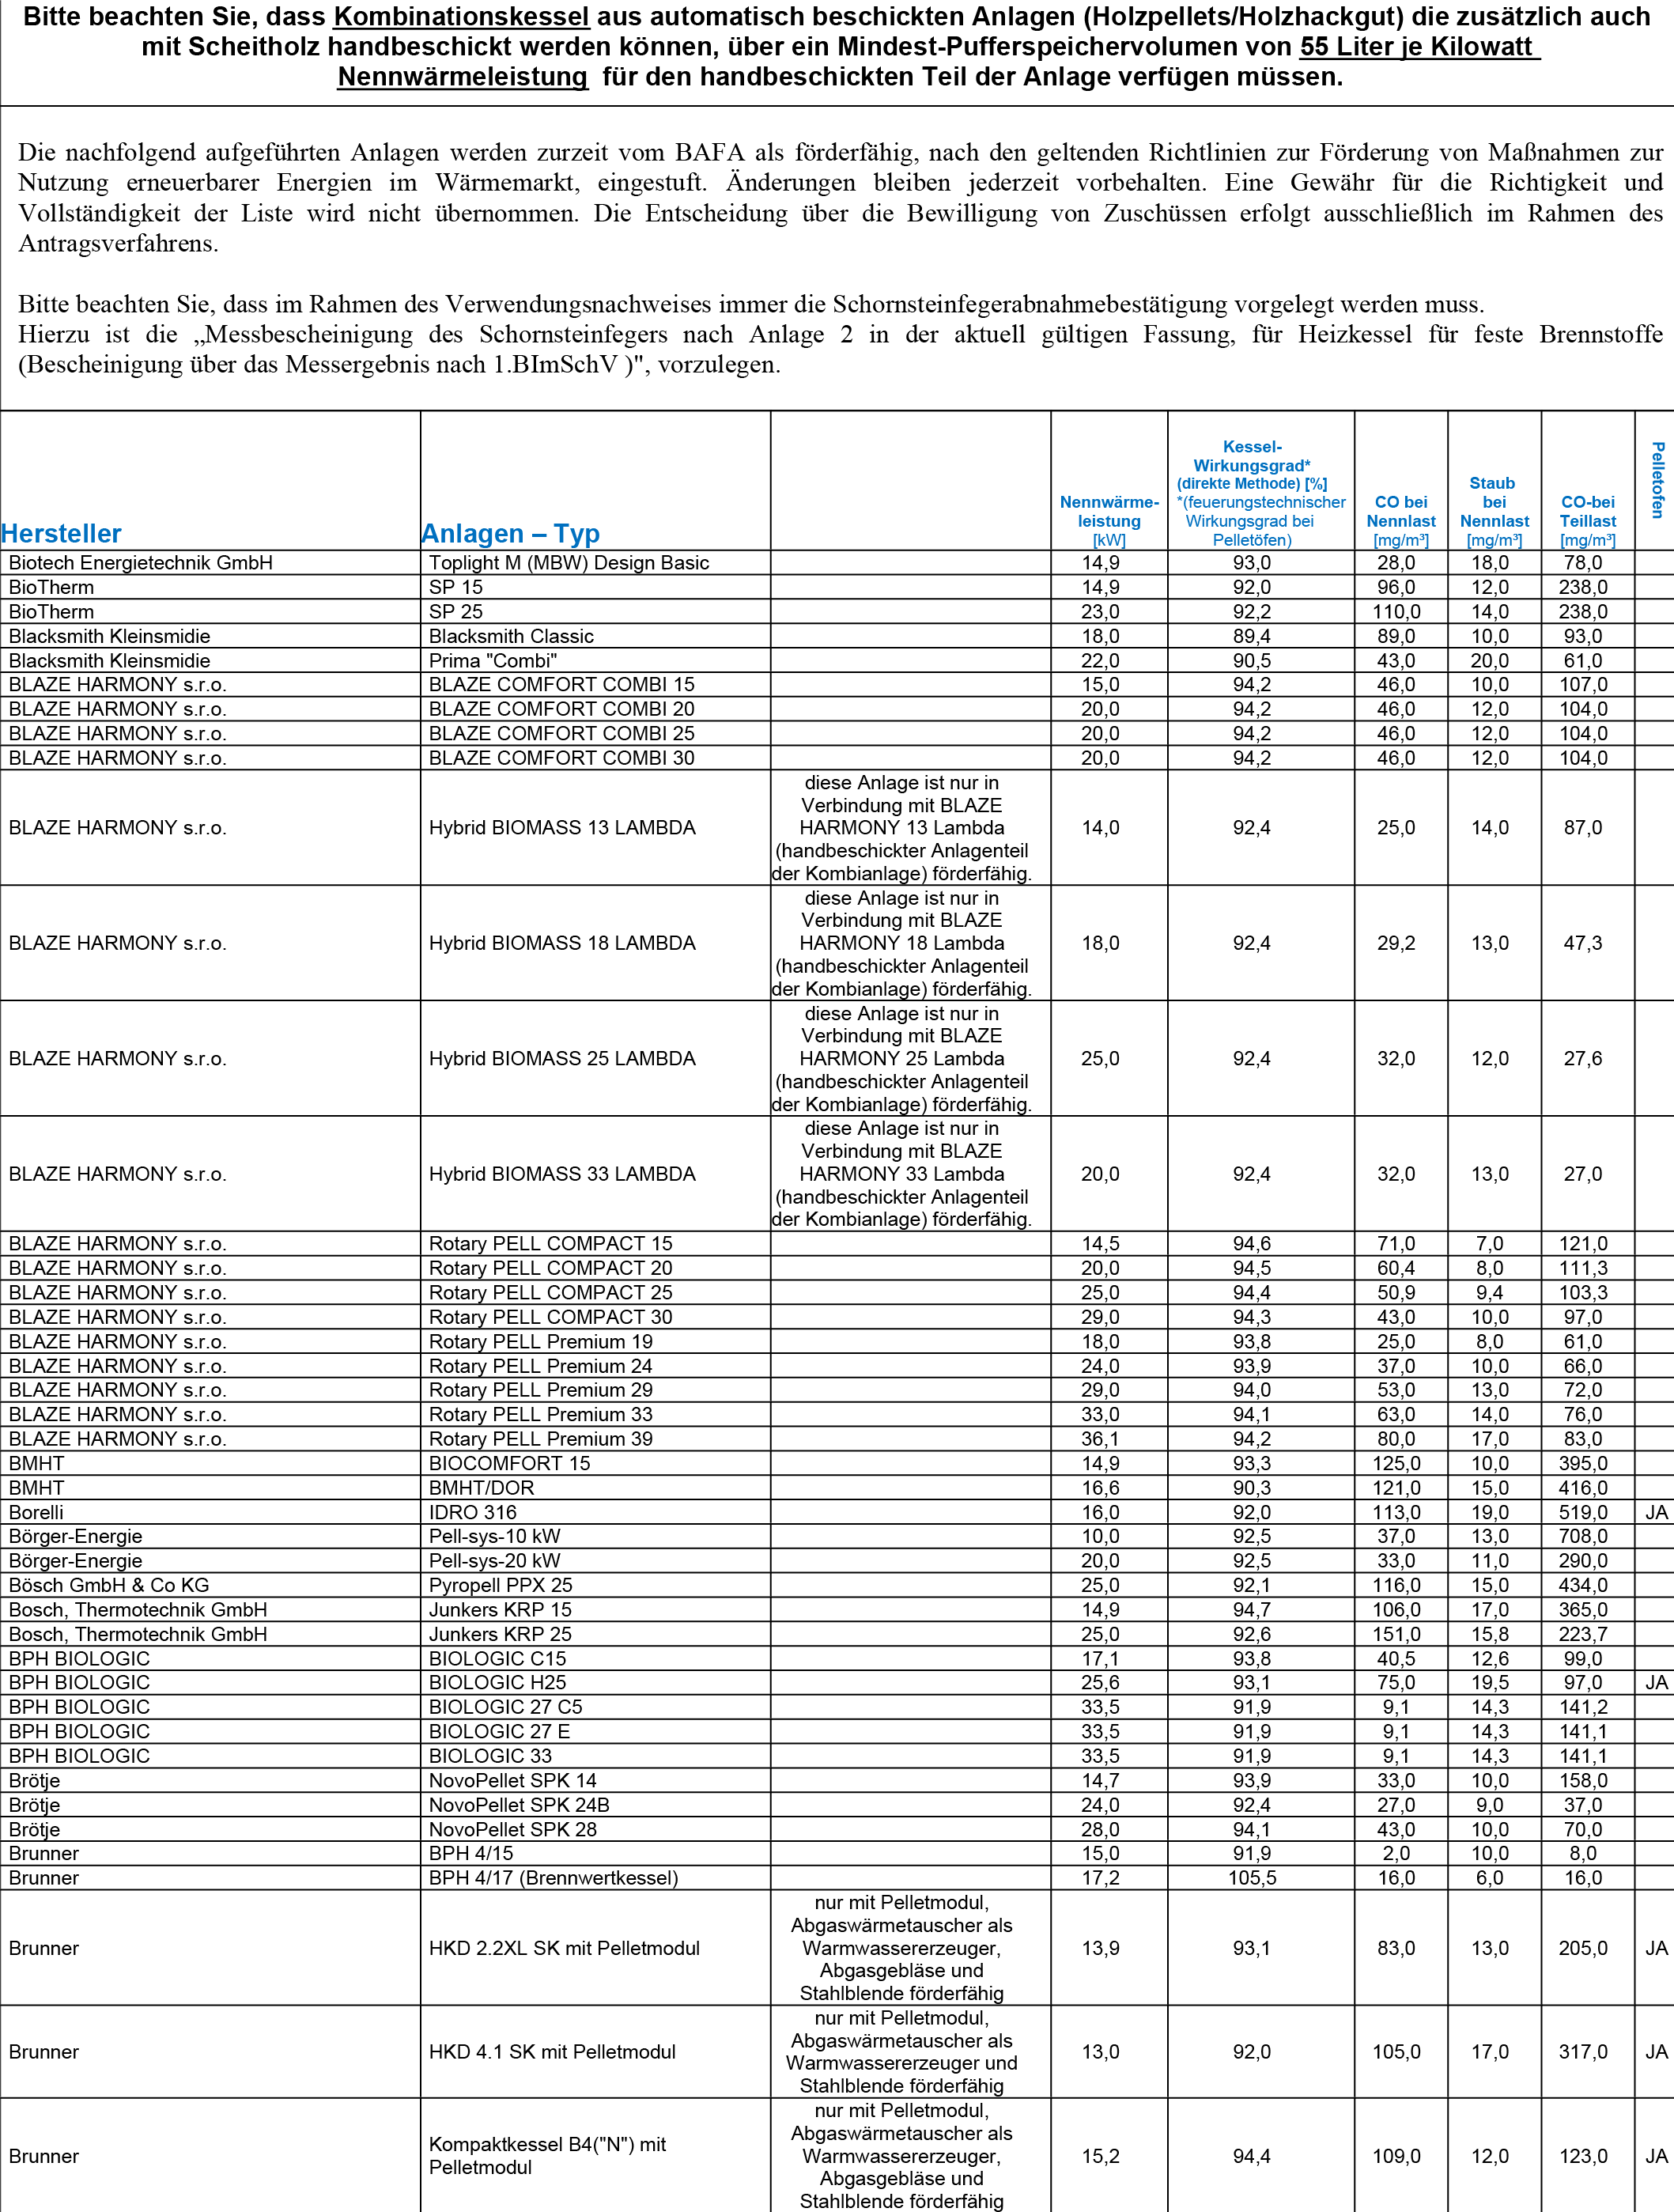 Bitte beachten Sie, dass Kombinationskessel aus automatisch beschickten Anlagen (Holzpellets/Holzhackgut) die zusätzlich auch
mit Scheitholz handbeschickt werden können, über ein Mindest-Pufferspeichervolumen von 55 Liter je Kilowatt
Nennwärmeleistung für den handbeschickten Teil der Anlage verfügen müssen.
Die nachfolgend aufgeführten Anlagen werden zurzeit vom BAFA als förderfähig, nach den geltenden Richtlinien zur Förderung von Maßnahmen zur
Nutzung erneuerbarer Energien im Wärmemarkt, eingestuft. Änderungen bleiben jederzeit vorbehalten. Eine Gewähr für die Richtigkeit und
Vollständigkeit der Liste wird nicht übernommen. Die Entscheidung über die Bewilligung von Zuschüssen erfolgt ausschließlich im Rahmen des
Antragsverfahrens.
Bitte beachten Sie, dass im Rahmen des Verwendungsnachweises immer die Schornsteinfegerabnahmebestätigung vorgelegt werden muss.
Hierzu ist die „Messbescheinigung des Schornsteinfegers nach Anlage 2 in der aktuell gültigen Fassung, für Heizkessel für feste Brennstoffe
(Bescheinigung über das Messergebnis nach 1.BImSchV )", vorzulegen.
Hersteller
Anlagen – Typ
Nennwärme-
leistung
[kW]
Kessel-
Wirkungsgrad*
(direkte Methode) [%]
*(feuerungstechnischer
Wirkungsgrad bei
Pelletöfen)
CO bei
Nennlast
[mg/m³]
Staub
bei
Nennlast
[mg/m³]
CO-bei
Teillast
[mg/m³]
Pelletofen
Biotech Energietechnik GmbH Toplight M (MBW) Design Basic 14,9 93,0 28,0 18,0 78,0
BioTherm SP 15 14,9 92,0 96,0 12,0 238,0
BioTherm SP 25 23,0 92,2 110,0 14,0 238,0
Blacksmith Kleinsmidie Blacksmith Classic 18,0 89,4 89,0 10,0 93,0
Blacksmith Kleinsmidie Prima "Combi" 22,0 90,5 43,0 20,0 61,0
BLAZE HARMONY s.r.o. BLAZE COMFORT COMBI 15 15,0 94,2 46,0 10,0 107,0
BLAZE HARMONY s.r.o. BLAZE COMFORT COMBI 20 20,0 94,2 46,0 12,0 104,0
BLAZE HARMONY s.r.o. BLAZE COMFORT COMBI 25 20,0 94,2 46,0 12,0 104,0
BLAZE HARMONY s.r.o. BLAZE COMFORT COMBI 30 20,0 94,2 46,0 12,0 104,0
diese Anlage ist nur in
Verbindung mit BLAZE
BLAZE HARMONY s.r.o. Hybrid BIOMASS 13 LAMBDA HARMONY 13 Lambda 14,0 92,4 25,0 14,0 87,0
(handbeschickter Anlagenteil
der Kombianlage) förderfähig.
diese Anlage ist nur in
Verbindung mit BLAZE
BLAZE HARMONY s.r.o. Hybrid BIOMASS 18 LAMBDA HARMONY 18 Lambda 18,0 92,4 29,2 13,0 47,3
(handbeschickter Anlagenteil
der Kombianlage) förderfähig.
diese Anlage ist nur in
Verbindung mit BLAZE
BLAZE HARMONY s.r.o. Hybrid BIOMASS 25 LAMBDA HARMONY 25 Lambda 25,0 92,4 32,0 12,0 27,6
(handbeschickter Anlagenteil
der Kombianlage) förderfähig.
diese Anlage ist nur in
Verbindung mit BLAZE
BLAZE HARMONY s.r.o. Hybrid BIOMASS 33 LAMBDA HARMONY 33 Lambda 20,0 92,4 32,0 13,0 27,0
(handbeschickter Anlagenteil
der Kombianlage) förderfähig.
BLAZE HARMONY s.r.o. Rotary PELL COMPACT 15 14,5 94,6 71,0 7,0 121,0
BLAZE HARMONY s.r.o. Rotary PELL COMPACT 20 20,0 94,5 60,4 8,0 111,3
BLAZE HARMONY s.r.o. Rotary PELL COMPACT 25 25,0 94,4 50,9 9,4 103,3
BLAZE HARMONY s.r.o. Rotary PELL COMPACT 30 29,0 94,3 43,0 10,0 97,0
BLAZE HARMONY s.r.o. Rotary PELL Premium 19 18,0 93,8 25,0 8,0 61,0
BLAZE HARMONY s.r.o. Rotary PELL Premium 24 24,0 93,9 37,0 10,0 66,0
BLAZE HARMONY s.r.o. Rotary PELL Premium 29 29,0 94,0 53,0 13,0 72,0
BLAZE HARMONY s.r.o. Rotary PELL Premium 33 33,0 94,1 63,0 14,0 76,0
BLAZE HARMONY s.r.o. Rotary PELL Premium 39 36,1 94,2 80,0 17,0 83,0
BMHT BIOCOMFORT 15 14,9 93,3 125,0 10,0 395,0
BMHT BMHT/DOR 16,6 90,3 121,0 15,0 416,0
Borelli IDRO 316 16,0 92,0 113,0 19,0 519,0 JA
Börger-Energie Pell-sys-10 kW 10,0 92,5 37,0 13,0 708,0
Börger-Energie Pell-sys-20 kW 20,0 92,5 33,0 11,0 290,0
Bösch GmbH & Co KG Pyropell PPX 25 25,0 92,1 116,0 15,0 434,0
Bosch, Thermotechnik GmbH Junkers KRP 15 14,9 94,7 106,0 17,0 365,0
Bosch, Thermotechnik GmbH Junkers KRP 25 25,0 92,6 151,0 15,8 223,7
BPH BIOLOGIC BIOLOGIC C15 17,1 93,8 40,5 12,6 99,0
BPH BIOLOGIC BIOLOGIC H25 25,6 93,1 75,0 19,5 97,0 JA
BPH BIOLOGIC BIOLOGIC 27 C5 33,5 91,9 9,1 14,3 141,2
BPH BIOLOGIC BIOLOGIC 27 E 33,5 91,9 9,1 14,3 141,1
BPH BIOLOGIC BIOLOGIC 33 33,5 91,9 9,1 14,3 141,1
Brötje NovoPellet SPK 14 14,7 93,9 33,0 10,0 158,0
Brötje NovoPellet SPK 24B 24,0 92,4 27,0 9,0 37,0
Brötje NovoPellet SPK 28 28,0 94,1 43,0 10,0 70,0
Brunner BPH 4/15 15,0 91,9 2,0 10,0 8,0
Brunner BPH 4/17 (Brennwertkessel) 17,2 105,5 16,0 6,0 16,0
nur mit Pelletmodul,
Abgaswärmetauscher als
Brunner HKD 2.2XL SK mit Pelletmodul Warmwassererzeuger, 13,9 93,1 83,0 13,0 205,0 JA
Abgasgebläse und
Stahlblende förderfähig
nur mit Pelletmodul,
Abgaswärmetauscher als
Brunner HKD 4.1 SK mit Pelletmodul Warmwassererzeuger und 13,0 92,0 105,0 17,0 317,0 JA
Stahlblende förderfähig
nur mit Pelletmodul,
Abgaswärmetauscher als
Brunner Kompaktkessel B4("N") mit Pelletmodul Warmwassererzeuger, 15,2 94,4 109,0 12,0 123,0 JA
Abgasgebläse und
Stahlblende förderfähig